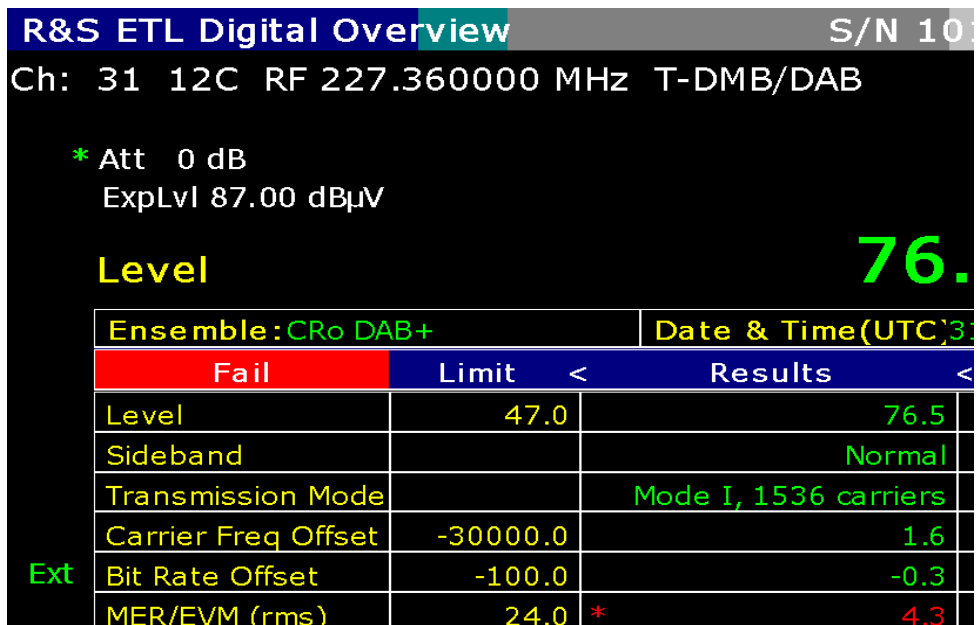 R&S ETL Digital Overview S/N 10
Ch: 31 12C RF 227.360000 MHz T-DMB/DAB
* Att 0 dB
ExpLvl 87.00 dBµV
Level 76.
Ensemble: CRo DAB+ Date & Time(UTC)
Fail Limit < Results <
Level 47.0 76.5
Sideband Normal
Transmission Mode Mode I, 1536 carriers
Carrier Freq Offset -30000.0 1.6
Ext Bit Rate Offset -100.0 -0.3
MER/EVM (rms) 24.0 * 4.3